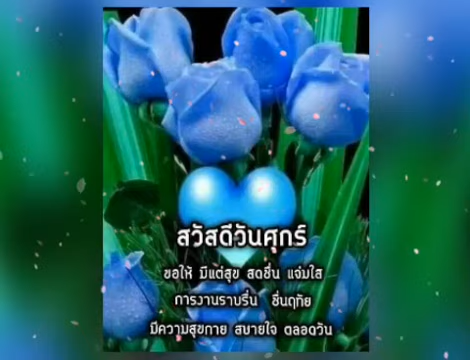 สวัสดีวันศุกร์
ขอให้ มีแต่สุข สดชื่น แจ่มใส
การงานราบรื่น ชื่นฤทัย
มีความสุขกาย สบายใจ ตลอดวัน